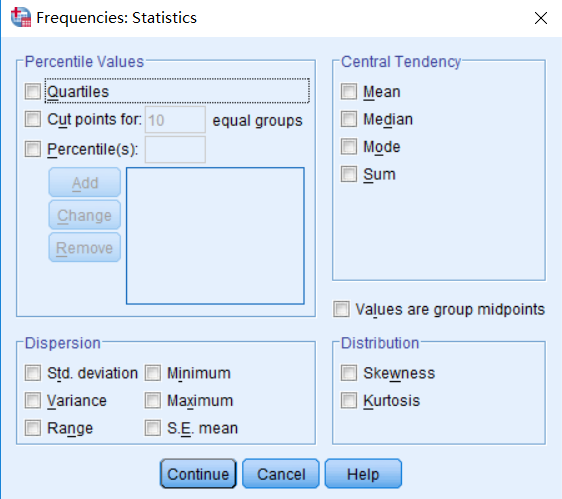 Frequencies: Statistics
Percentile Values
Quartiles
Cut points for: 10 equal groups
Percentile(s):
Add
Change
Remove
Central Tendency
Mean
Median
Mode
Sum
Values are group midpoints
Dispersion
Std. deviation Minimum
Variance Maximum
Range S.E. mean
Distribution
Skewness
Kurtosis
Continue Cancel Help